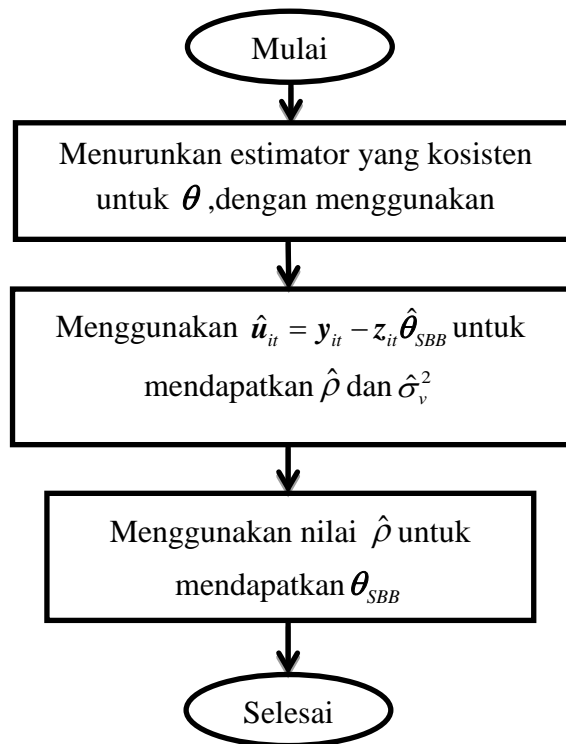 Mulai
Menurunkan estimator yang kosisten
untuk θ ,dengan menggunakan
Menggunakan û_it = y_it − z_it θ̂_SBB untuk
mendapatkan ρ̂ dan σ̂_v^2
Menggunakan nilai ρ̂ untuk
mendapatkan θ_SBB
Selesai